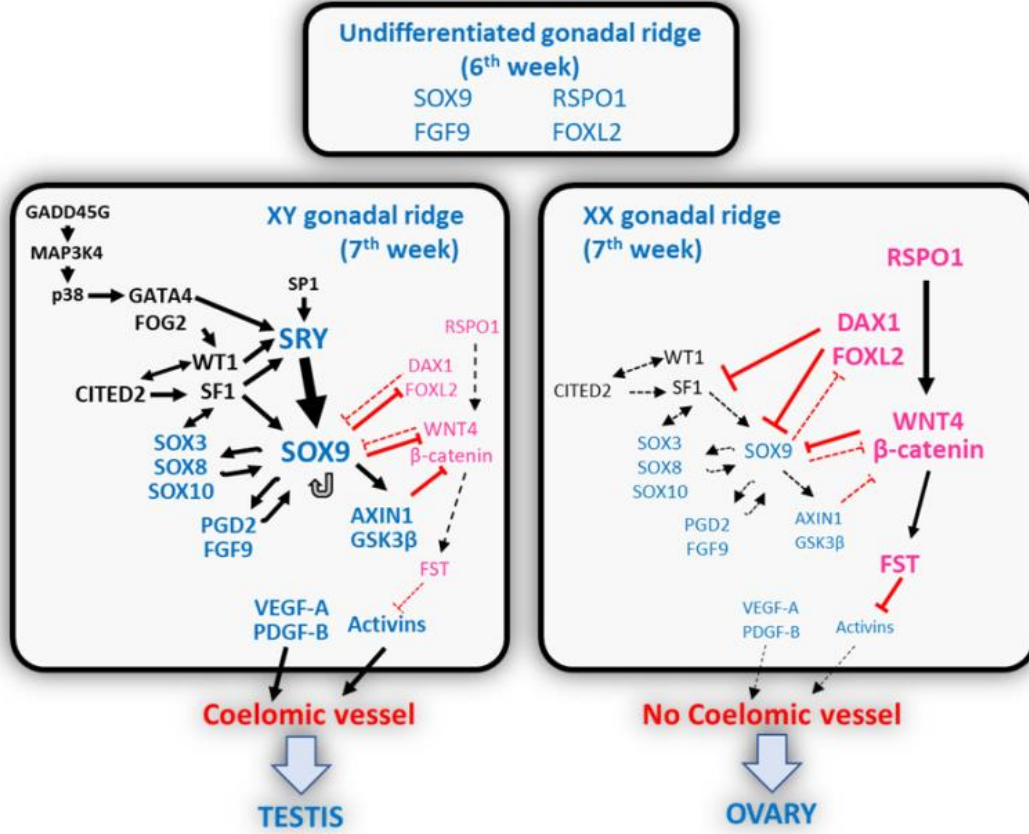 Undifferentiated gonadal ridge
(6th week)
SOX9 RSPO1
FGF9 FOXL2
XY gonadal ridge
(7th week)
GADD45G
MAP3K4
p38
GATA4
FOG2
SP1
SRY
WT1
CITED2
SF1
RSPO1
DAX1
FOXL2
WNT4
β-catenin
SOX3
SOX8
SOX10
SOX9
PGD2
FGF9
AXIN1
GSK3β
FST
VEGF-A
PDGF-B
Activins
Coelomic vessel
TESTIS
XX gonadal ridge
(7th week)
RSPO1
DAX1
FOXL2
WT1
CITED2
SF1
WNT4
β-catenin
SOX3
SOX8
SOX10
SOX9
PGD2
FGF9
AXIN1
GSK3β
FST
VEGF-A
PDGF-B
Activins
No Coelomic vessel
OVARY